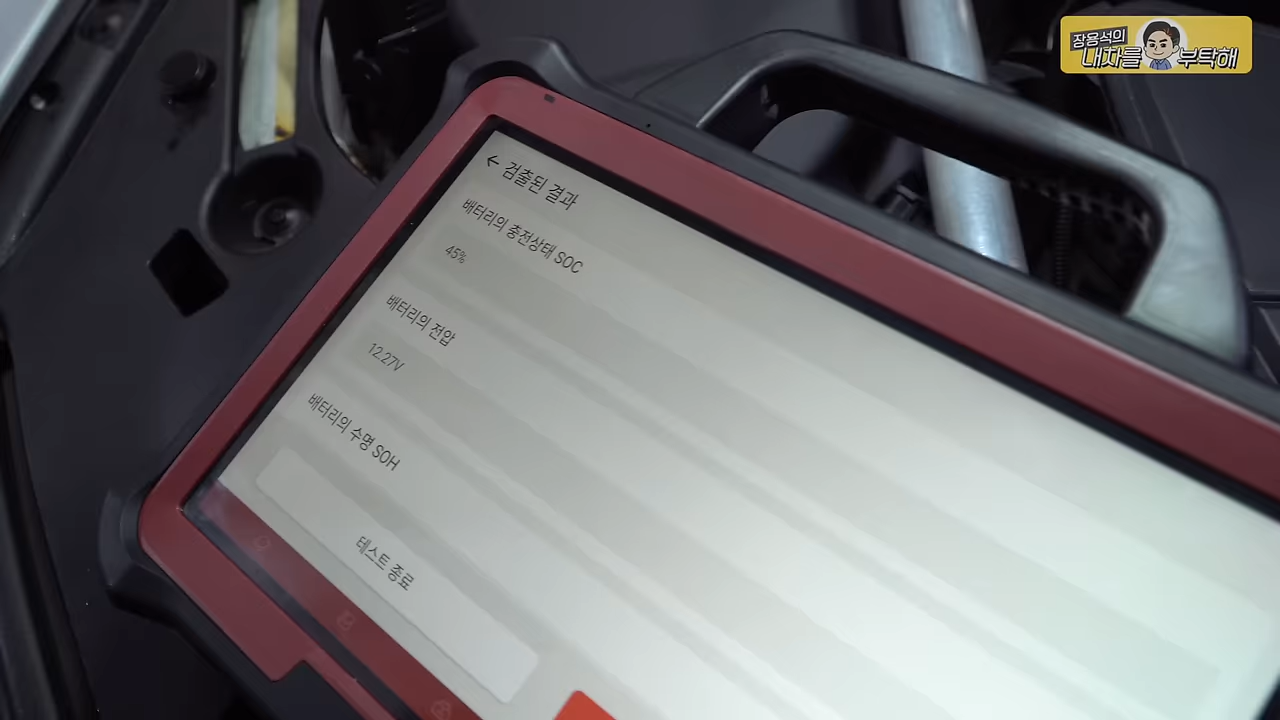 장용석의
내차를 부탁해
← 검출된 결과
배터리의 충전상태 SOC
45%
배터리의 전압
12.27V
배터리의 수명 SOH
테스트 종료